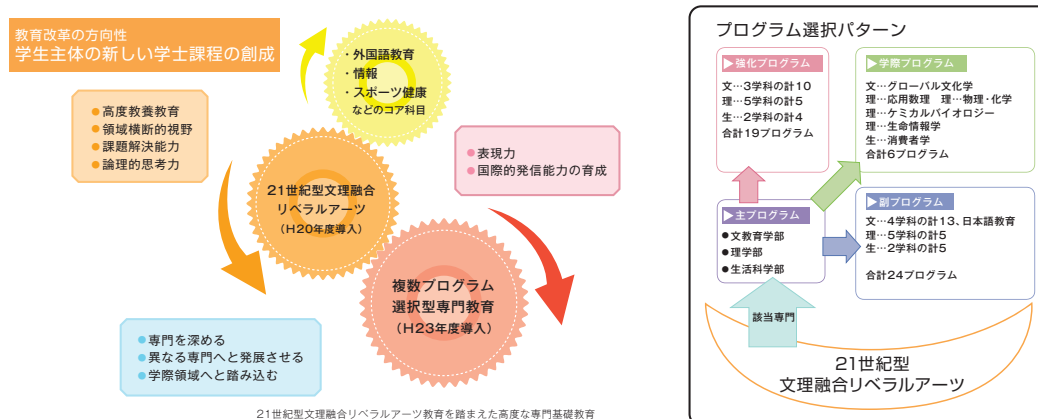 教育改革の方向性
学生主体の新しい学士課程の創成
・外国語教育
・情報
・スポーツ健康
などのコア科目
●高度教養教育
●領域横断的視野
●課題解決能力
●論理的思考力
●表現力
●国際的発信能力の育成
21世紀型文理融合
リベラルアーツ
(H20年度導入)
複数プログラム
選択型専門教育
(H23年度導入)
●専門を深める
●異なる専門へと発展させる
●学際領域へと踏み込む
21世紀型文理融合リベラルアーツ教育を踏まえた高度な専門基礎教育
プログラム選択パターン
▶強化プログラム
文…3学科の計10
理…5学科の計5
生…2学科の計4
合計19プログラム
▶学際プログラム
文…グローバル文化学
理…応用数理 理…物理・化学
理…ケミカルバイオロジー
理…生命情報学
生…消費者学
合計6プログラム
▶主プログラム
●文教育学部
●理学部
●生活科学部
▶副プログラム
文…4学科の計13、日本語教育
理…5学科の計5
生…2学科の計5
合計24プログラム
該当専門
21世紀型
文理融合リベラルアーツ